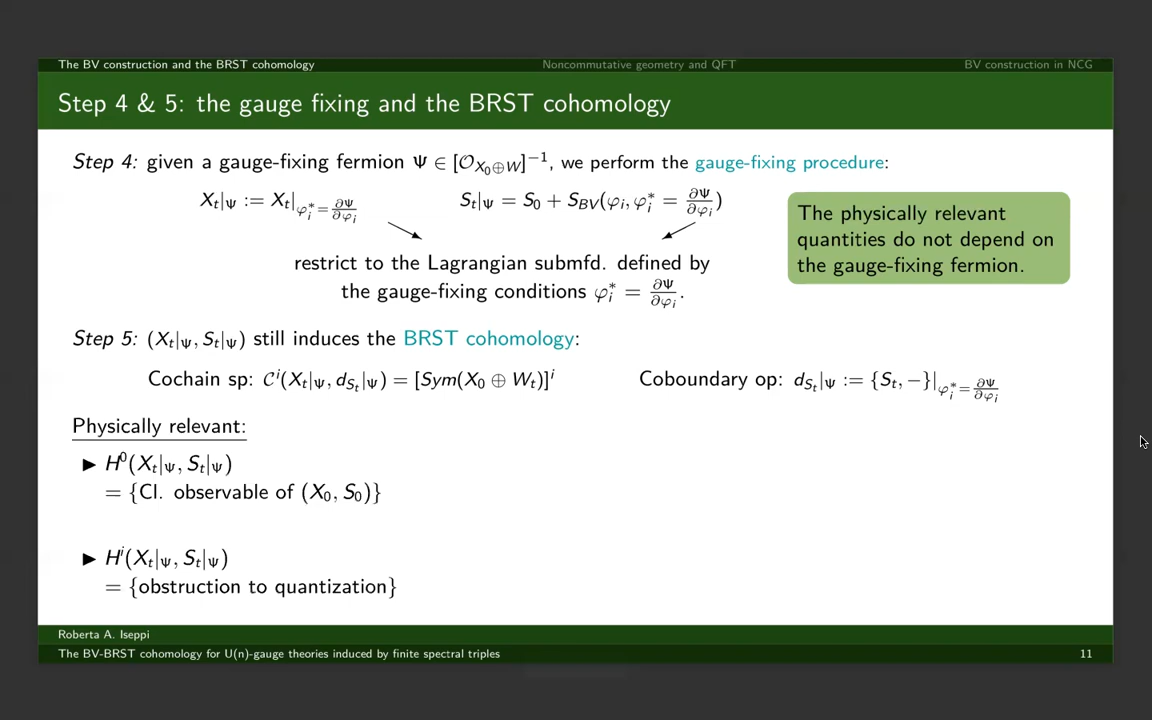 The BV construction and the BRST cohomology Noncommutative geometry and QFT BV construction in NCG
Step 4 & 5: the gauge fixing and the BRST cohomology
Step 4: given a gauge-fixing fermion Ψ ∈ [𝒪_{X₀⊕W}]⁻¹, we perform the gauge-fixing procedure:
X_t|_Ψ := X_t|_{φ_i^* = ∂Ψ/∂φ_i} S_t|_Ψ = S_0 + S_{BV}(φ_i, φ_i^* = ∂Ψ/∂φ_i)
restrict to the Lagrangian submfd. defined by
the gauge-fixing conditions φ_i^* = ∂Ψ/∂φ_i.
The physically relevant
quantities do not depend on
the gauge-fixing fermion.
Step 5: (X_t|_Ψ, S_t|_Ψ) still induces the BRST cohomology:
Cochain sp: 𝒞^i(X_t|_Ψ, d_{S_t}|_Ψ) = [Sym(X_0 ⊕ W_t)]^i Coboundary op: d_{S_t}|_Ψ := {S_t, −}|_{φ_i^* = ∂Ψ/∂φ_i}
Physically relevant:
▶ H^0(X_t|_Ψ, S_t|_Ψ)
= {Cl. observable of (X_0, S_0)}
▶ H^i(X_t|_Ψ, S_t|_Ψ)
= {obstruction to quantization}
Roberta A. Iseppi
The BV-BRST cohomology for U(n)-gauge theories induced by finite spectral triples 11